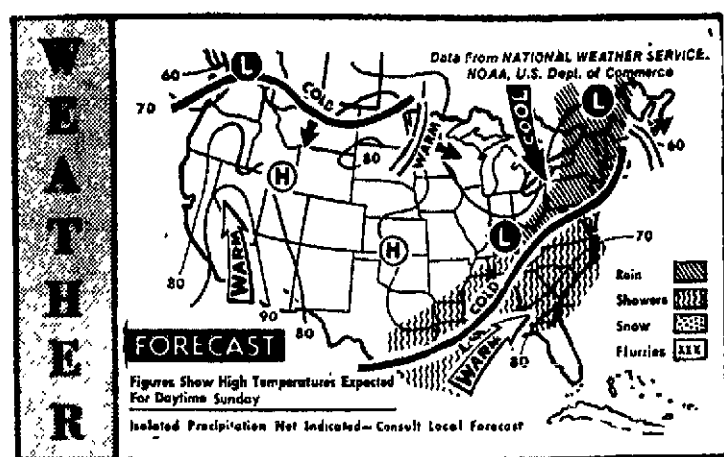 WEATHER
Data From NATIONAL WEATHER SERVICE.
NOAA, U.S. Dept. of Commerce
60
L
COLD
70
COOL
L
WARM
80
60
H
L
H
70
WARM
COLD
Rain
Showers
80
90
80
Snow
FORECAST
WARM
80
Flurries
XXX
Figures Show High Temperatures Expected
For Daytime Sunday
Isolated Precipitation Not Indicated—Consult Local Forecast